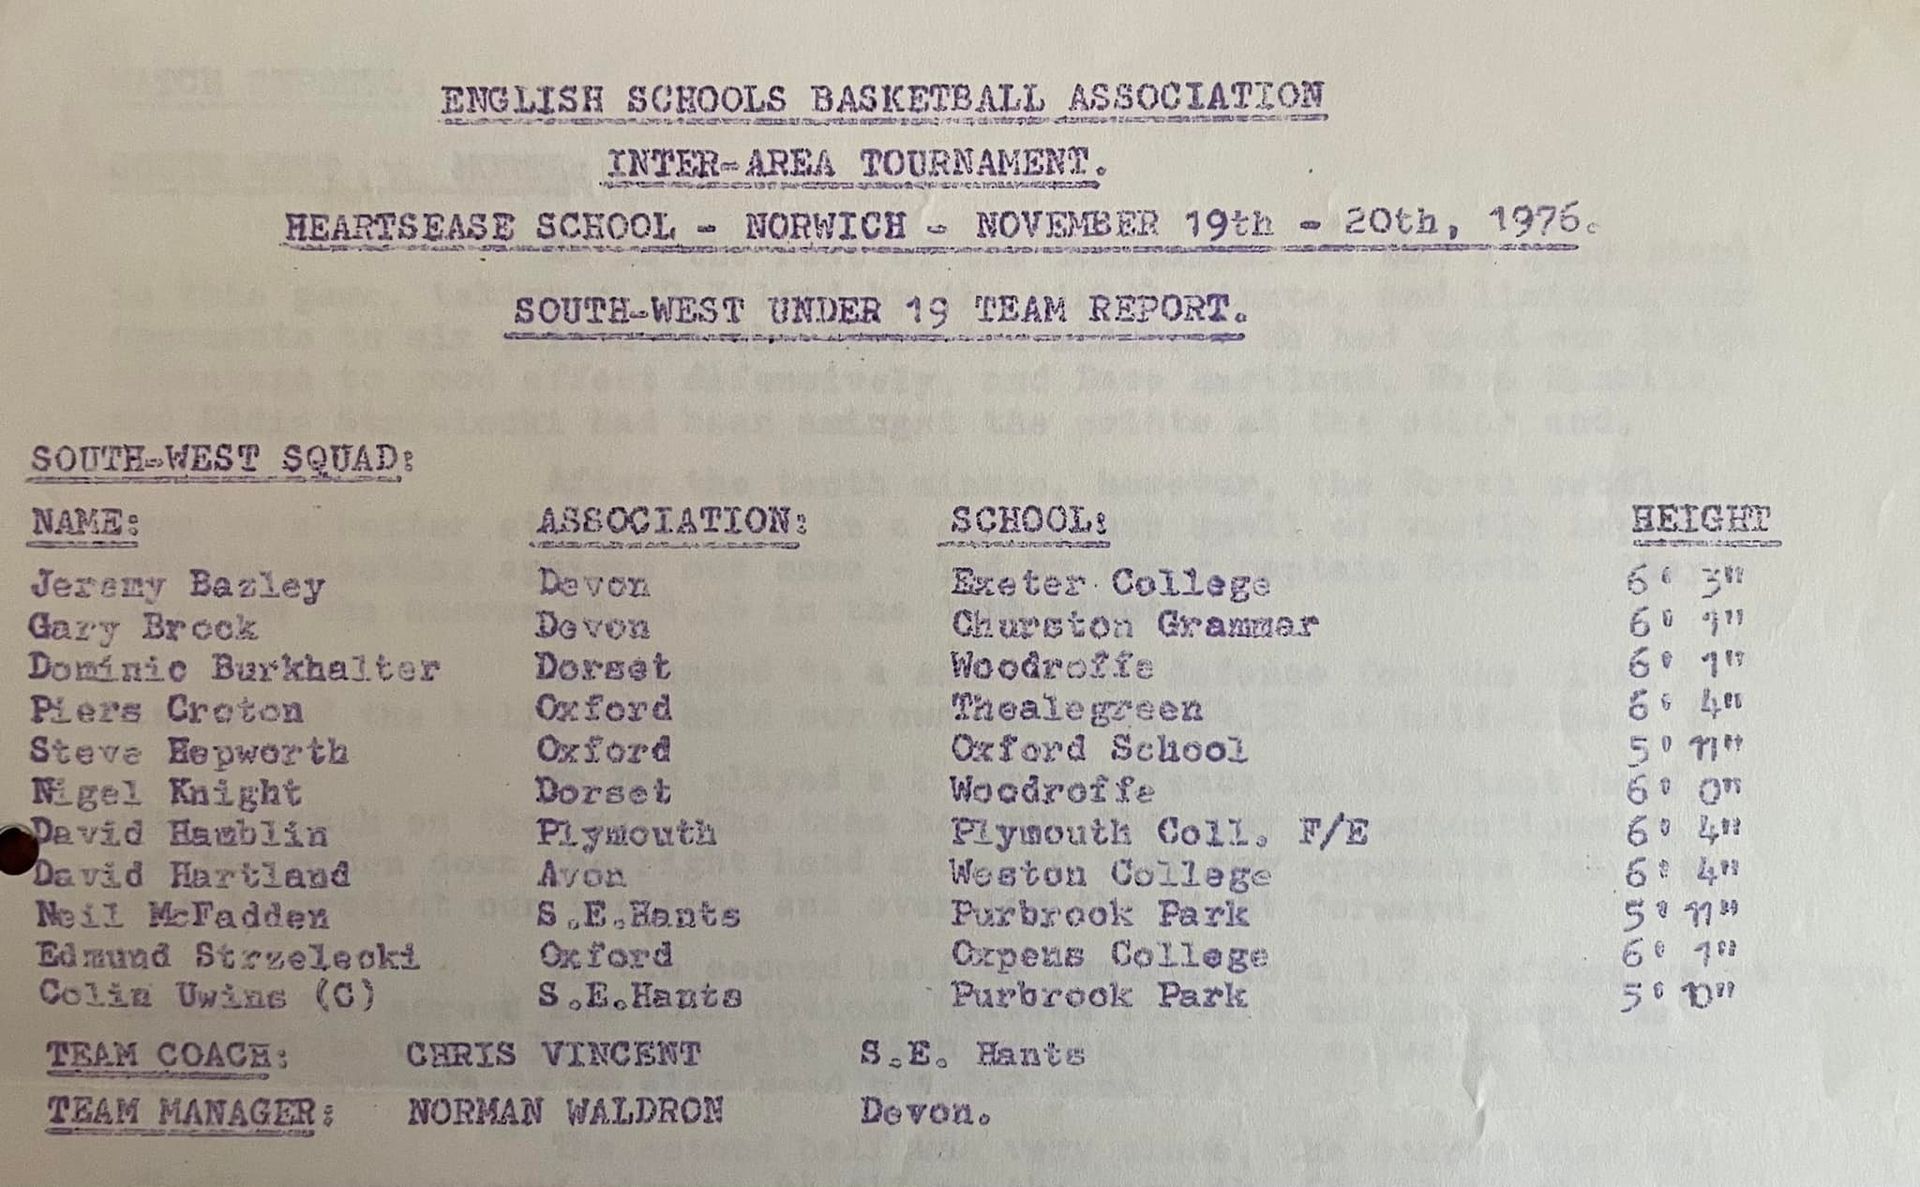 ENGLISH SCHOOLS BASKETBALL ASSOCIATION
INTER-AREA TOURNAMENT.
HEARTSEASE SCHOOL - NORWICH - NOVEMBER 19th - 20th, 1976.
SOUTH-WEST UNDER 19 TEAM REPORT.
SOUTH-WEST SQUAD:
NAME: ASSOCIATION: SCHOOL: HEIGHT
Jeremy Bazley Devon Exeter College 6' 3"
Gary Brock Devon Churston Grammar 6' 1"
Dominic Burkhalter Dorset Woodroffe 6' 1"
Piers Croton Oxford Thealegreen 6' 4"
Steve Hepworth Oxford Oxford School 5' 11"
Nigel Knight Dorset Woodroffe 6' 0"
David Hamblin Plymouth Plymouth Coll. F/E 6' 4"
David Hartland Avon Weston College 6' 4"
Neil McFadden S.E.Hants Purbrook Park 5' 11"
Edmund Strzelecki Oxford Oxpens College 6' 1"
Colin Uwins (C) S.E.Hants Purbrook Park 5' 10"
TEAM COACH: CHRIS VINCENT S.E. Hants
TEAM MANAGER: NORMAN WALDRON Devon.